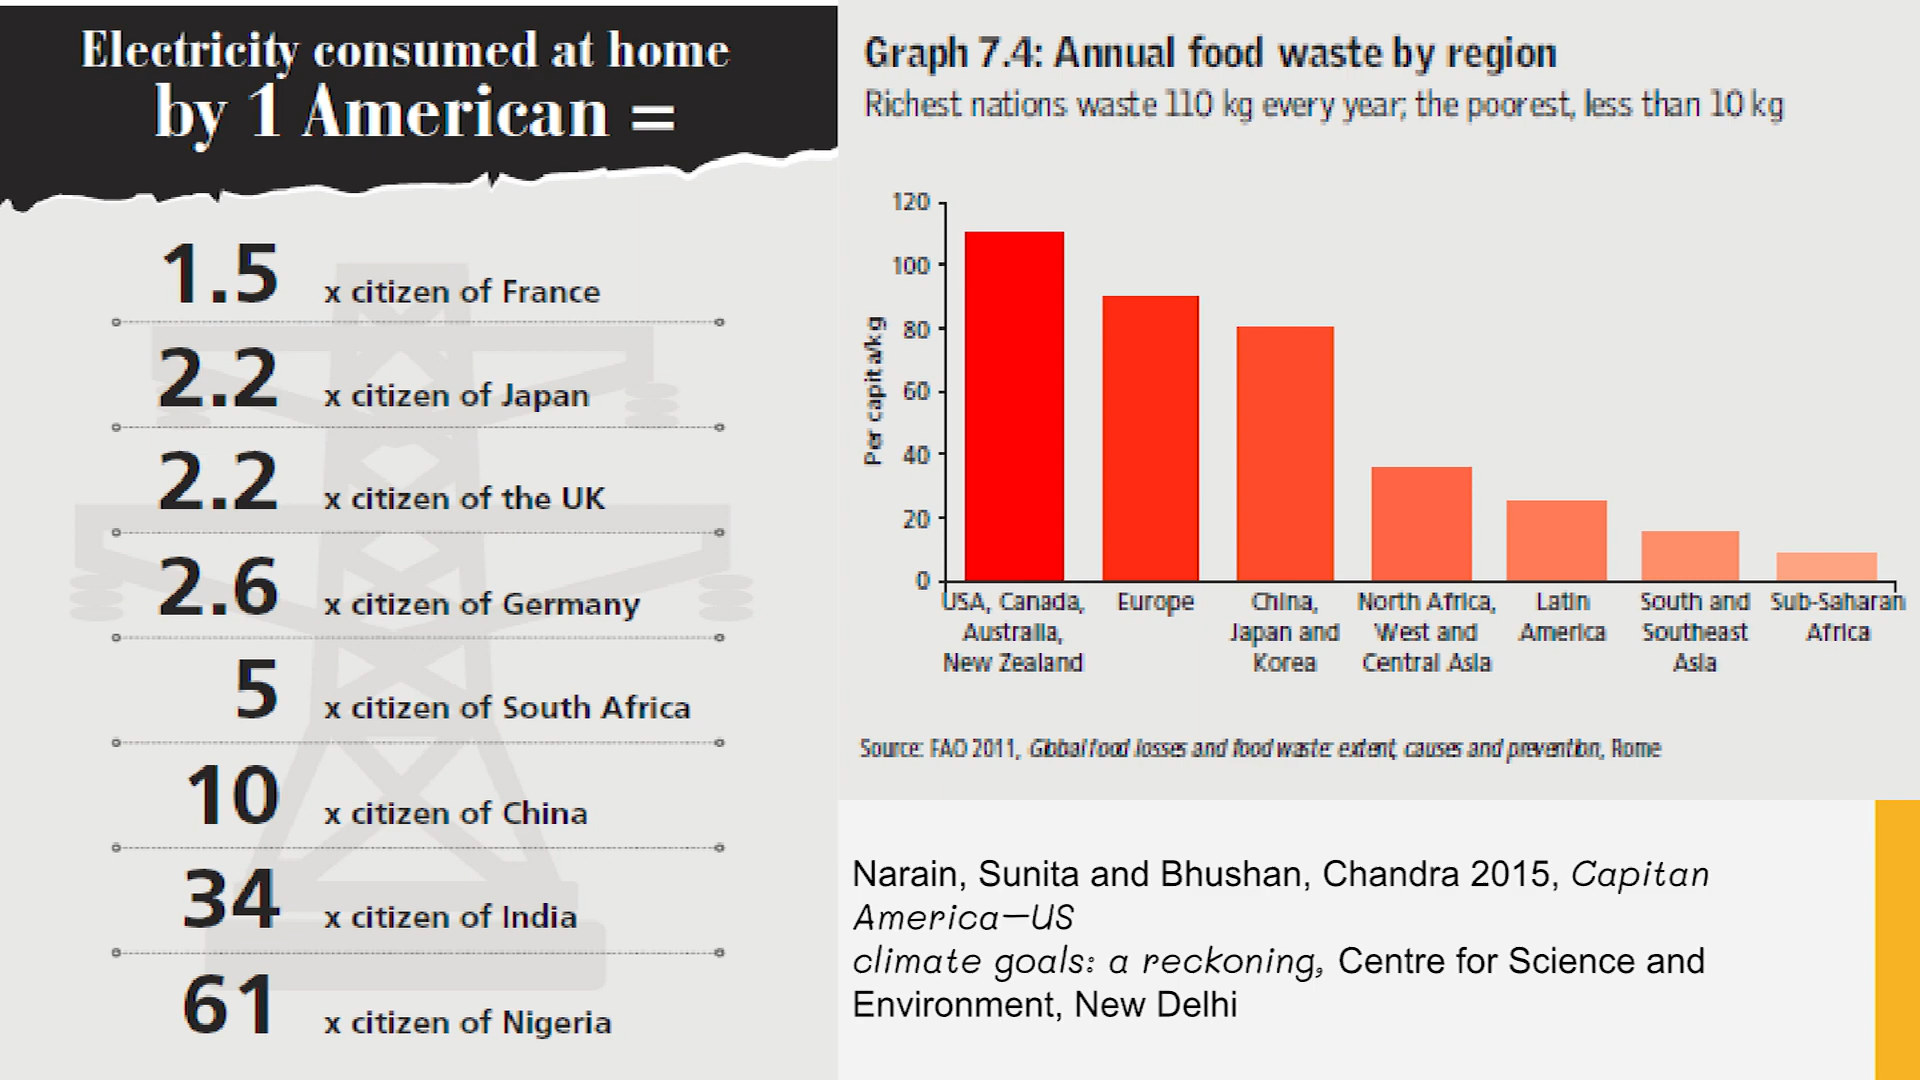 Electricity consumed at home
by 1 American =
1.5 x citizen of France
2.2 x citizen of Japan
2.2 x citizen of the UK
2.6 x citizen of Germany
5 x citizen of South Africa
10 x citizen of China
34 x citizen of India
61 x citizen of Nigeria
Graph 7.4: Annual food waste by region
Richest nations waste 110 kg every year; the poorest, less than 10 kg
Per capita/kg
120
100
80
60
40
20
0
USA, Canada,
Australia,
New Zealand
Europe
China,
Japan and
Korea
North Africa,
West and
Central Asia
Latin
America
South and
Southeast
Asia
Sub-Saharan
Africa
Source: FAO 2011, Global food losses and food waste: extent, causes and prevention, Rome
Narain, Sunita and Bhushan, Chandra 2015, Capitan
America—US
climate goals: a reckoning, Centre for Science and
Environment, New Delhi